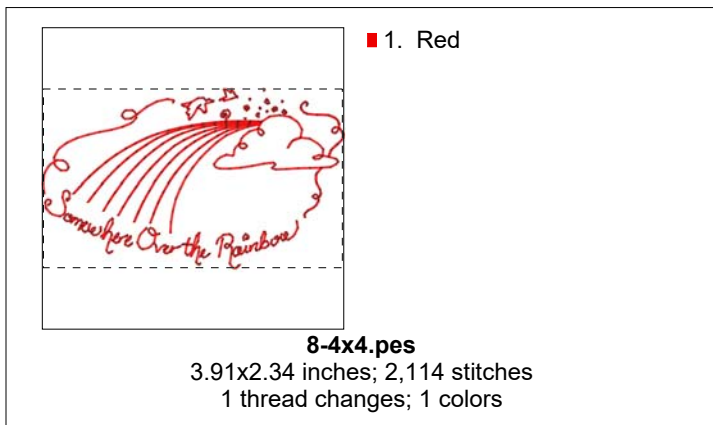 1. Red
Somewhere Over the Rainbow
8-4x4.pes
3.91x2.34 inches; 2,114 stitches
1 thread changes; 1 colors